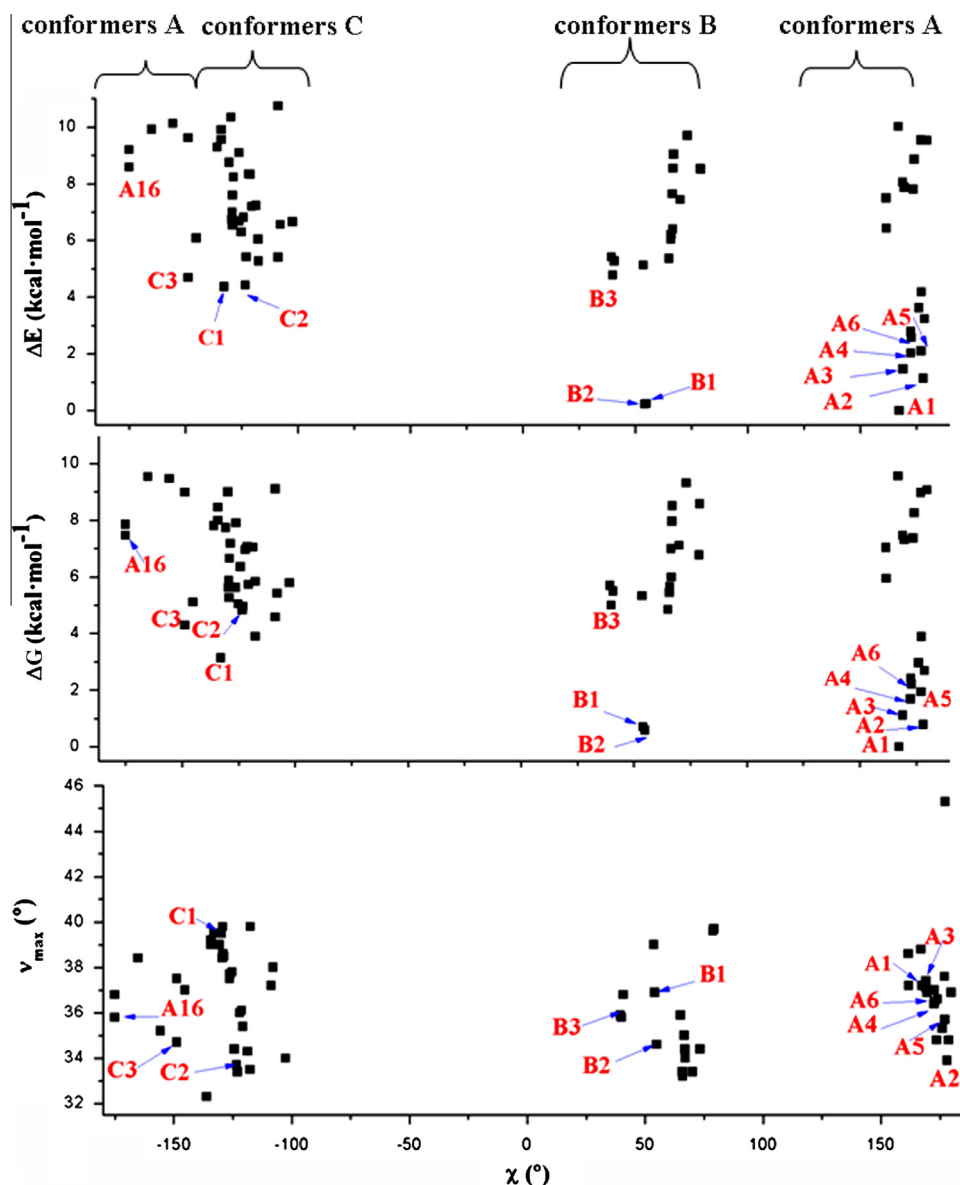 conformers A
conformers C
conformers B
conformers A
10
8
6
4
2
0
ΔE (kcal·mol⁻¹)
A16
C3
C1
C2
B3
B2
B1
A6
A5
A4
A3
A2
A1
10
8
6
4
2
0
ΔG (kcal·mol⁻¹)
A16
C3
C2
C1
B3
B1
B2
A6
A4
A5
A3
A2
A1
46
44
42
40
38
36
34
32
νmax (°)
C1
A16
C3
C2
B1
B3
B2
A3
A1
A6
A4
A5
A2
-150
-100
-50
0
50
100
150
χ (°)